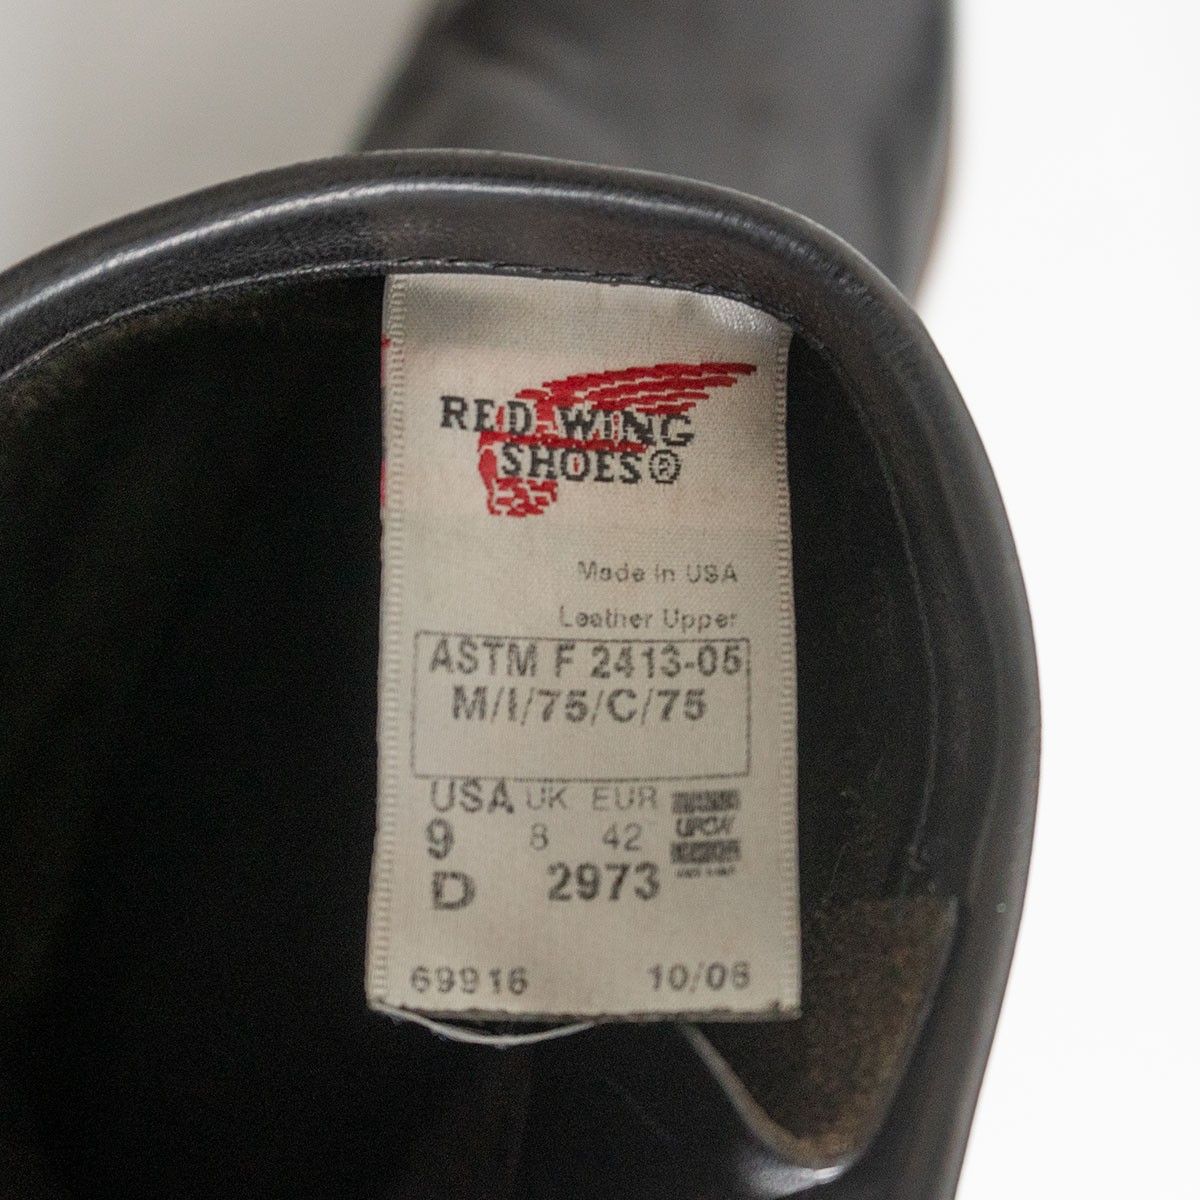 RED WING
SHOES®
Made in USA
Leather Upper
ASTM F 2413-05
M/I/75/C/75
USA UK EUR
9 8 42
D 2973
69916 10/06